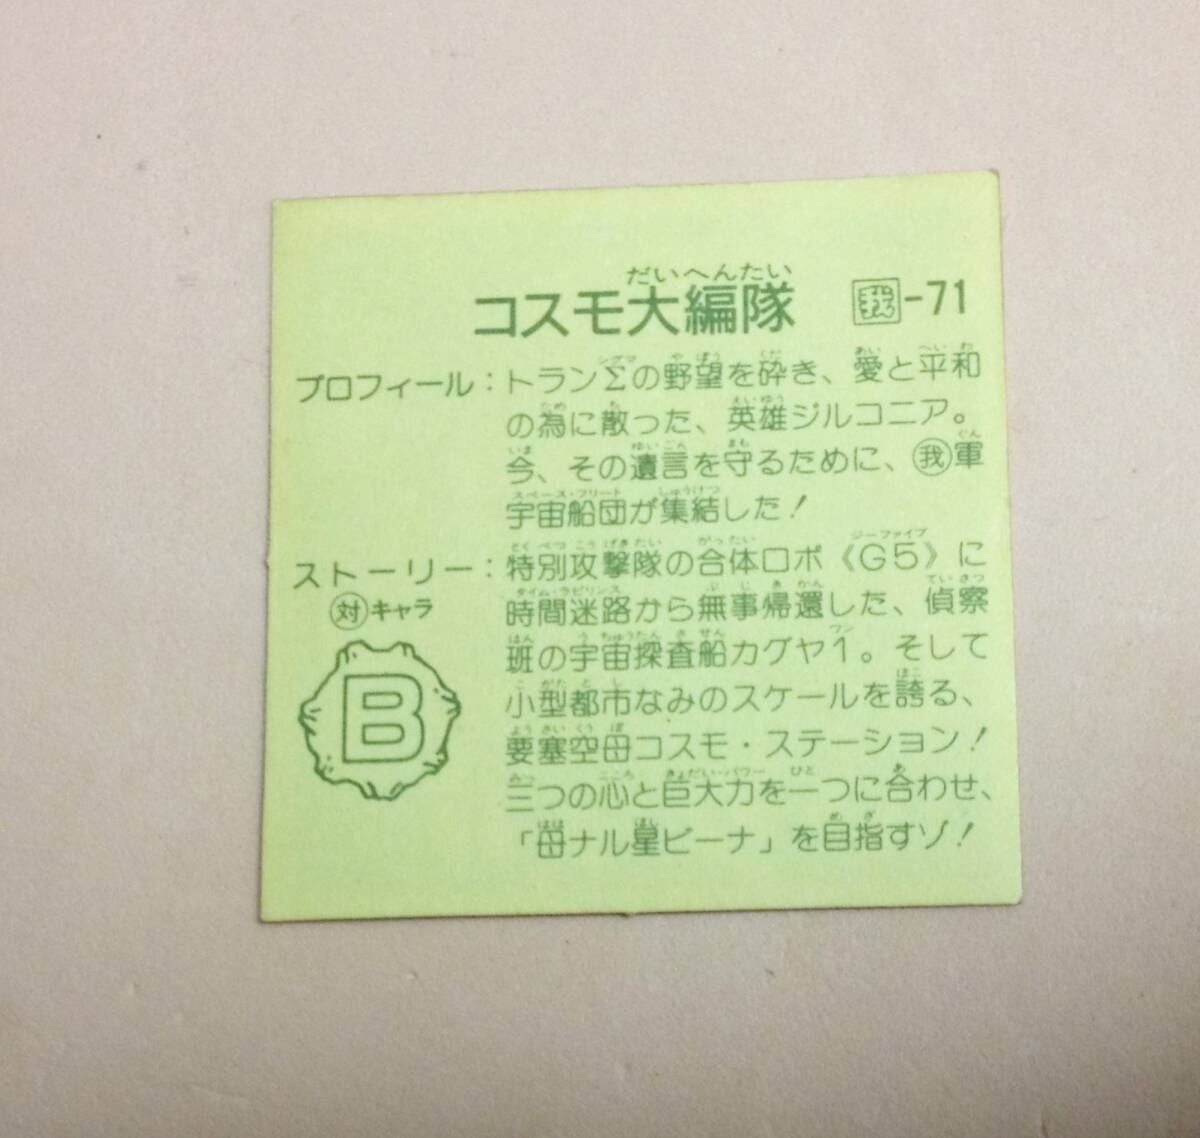 コスモ大編隊 我-71
プロフィール：トランΣの野望を砕き、愛と平和
の為に散った、英雄ジルコニア。
今、その遺言を守るために、我軍
宇宙船団が集結した！
ストーリー：特別攻撃隊の合体ロボ《G5》に
対キャラ
B
時間迷路から無事帰還した、偵察
班の宇宙探査船カグヤ1。そして
小型都市なみのスケールを誇る、
要塞空母コスモ・ステーション！
三つの心と巨大力を一つに合わせ、
「母ナル星ビーナ」を目指すゾ！